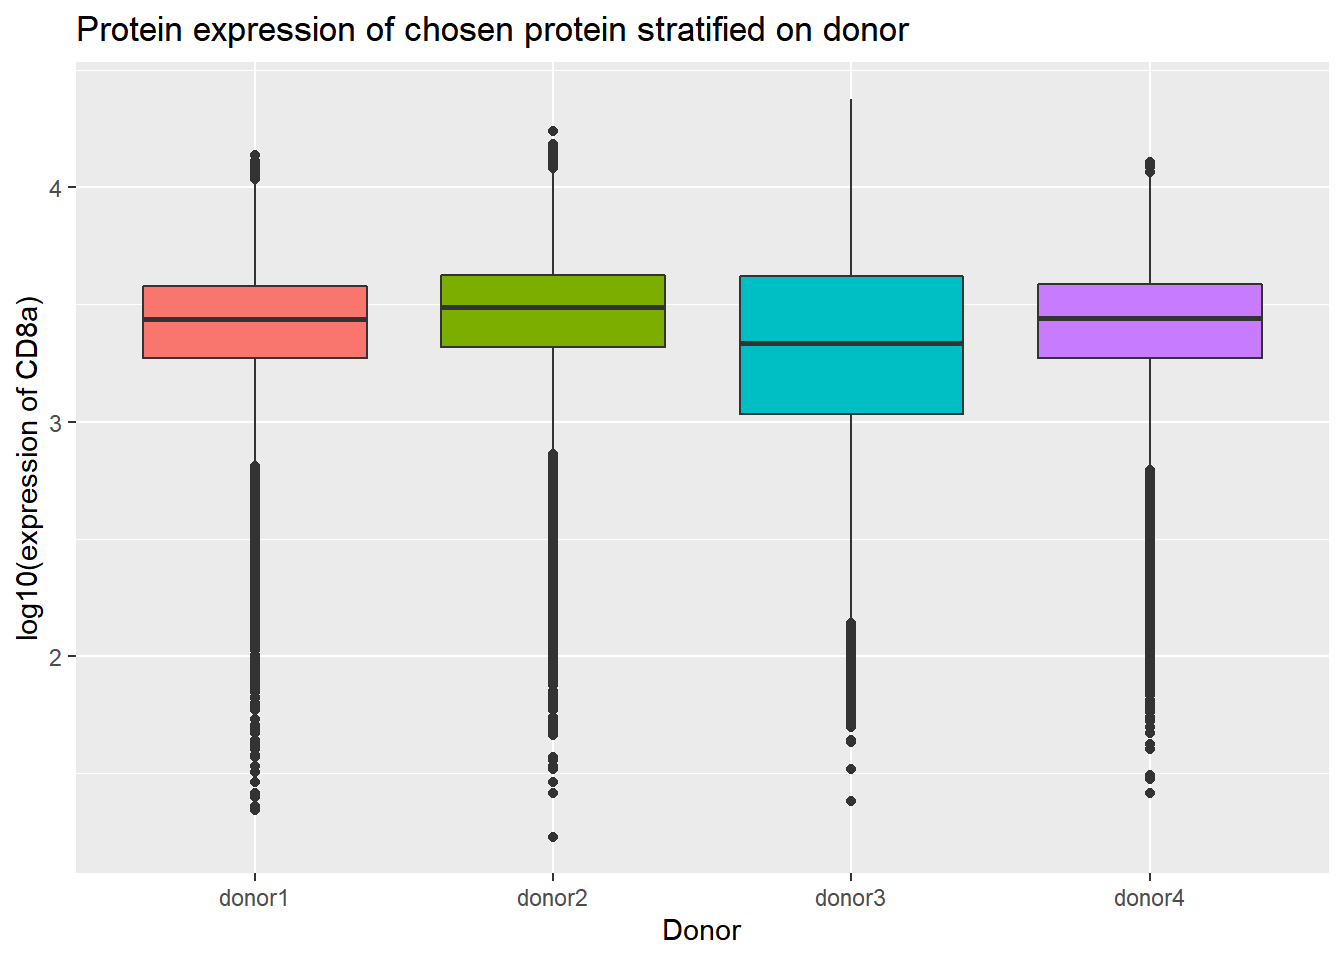 Protein expression of chosen protein stratified on donor
log10(expression of CD8a)
4
3
2
donor1
donor2
donor3
donor4
Donor